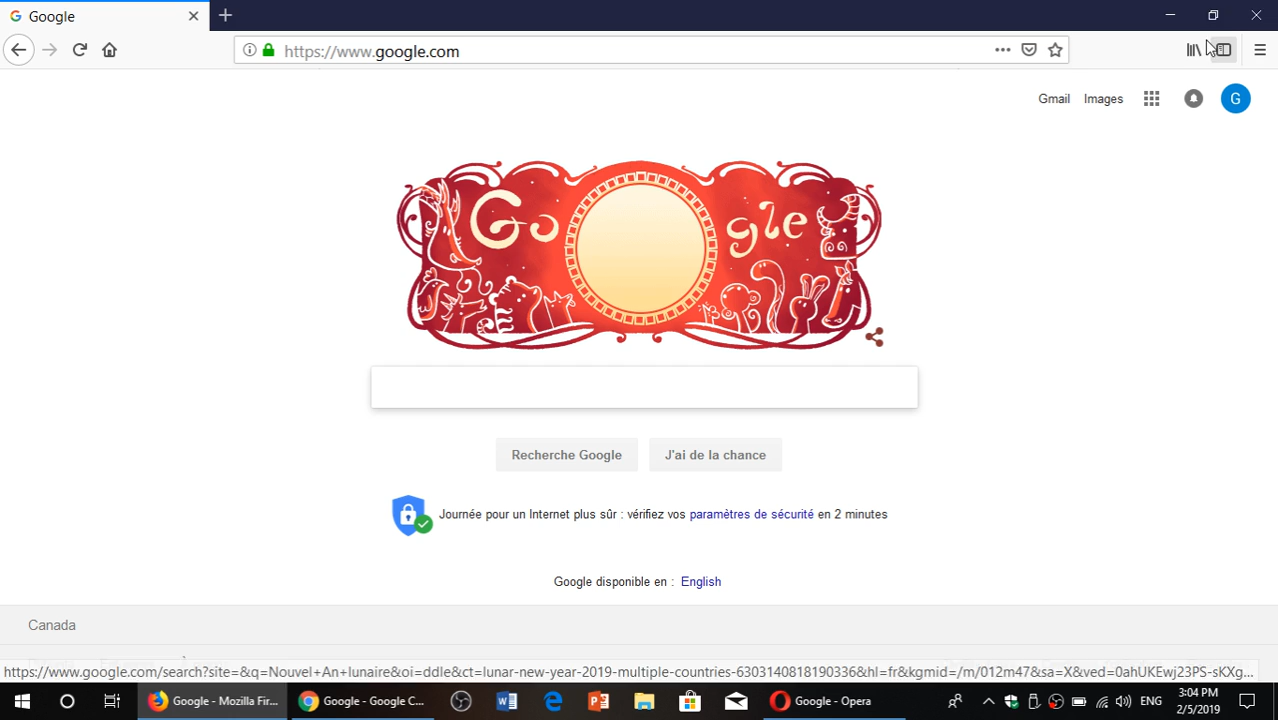 Google
https://www.google.com
Gmail Images G
Google
Recherche Google J'ai de la chance
Journée pour un Internet plus sûr : vérifiez vos paramètres de sécurité en 2 minutes
Google disponible en : English
Canada
https://www.google.com/search?site=&q=Nouvel+An+lunaire&oi=ddle&ct=lunar-new-year-2019-multiple-countries-6303140818190336&hl=fr&kgmid=/m/012m47&sa=X&ved=0ahUKEwj23PS-sKXg...
Google - Mozilla Fir... Google - Google C... Google - Opera ENG 3:04 PM
2/5/2019